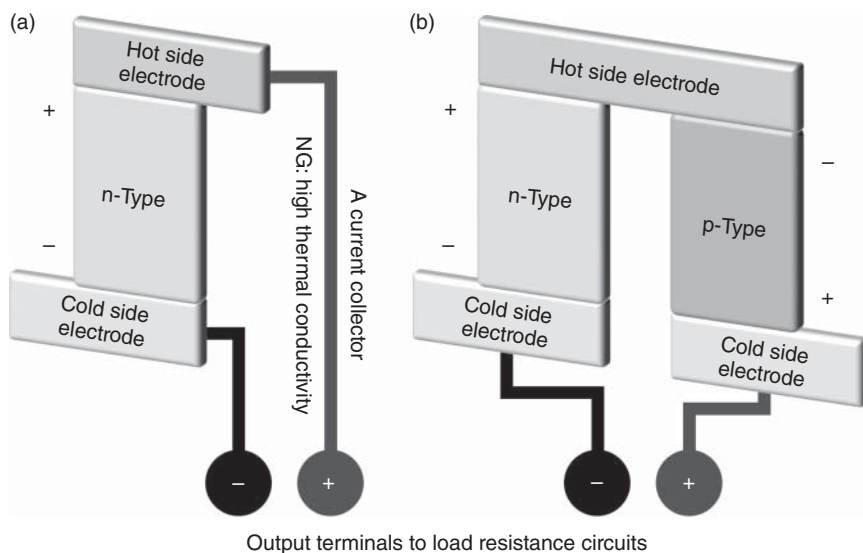 (a)
Hot side
electrode
+
n-Type
–
Cold side
electrode
NG: high thermal conductivity
A current collector
–
+
(b)
Hot side electrode
+
n-Type
–
Cold side
electrode
–
p-Type
+
Cold side
electrode
–
+
Output terminals to load resistance circuits